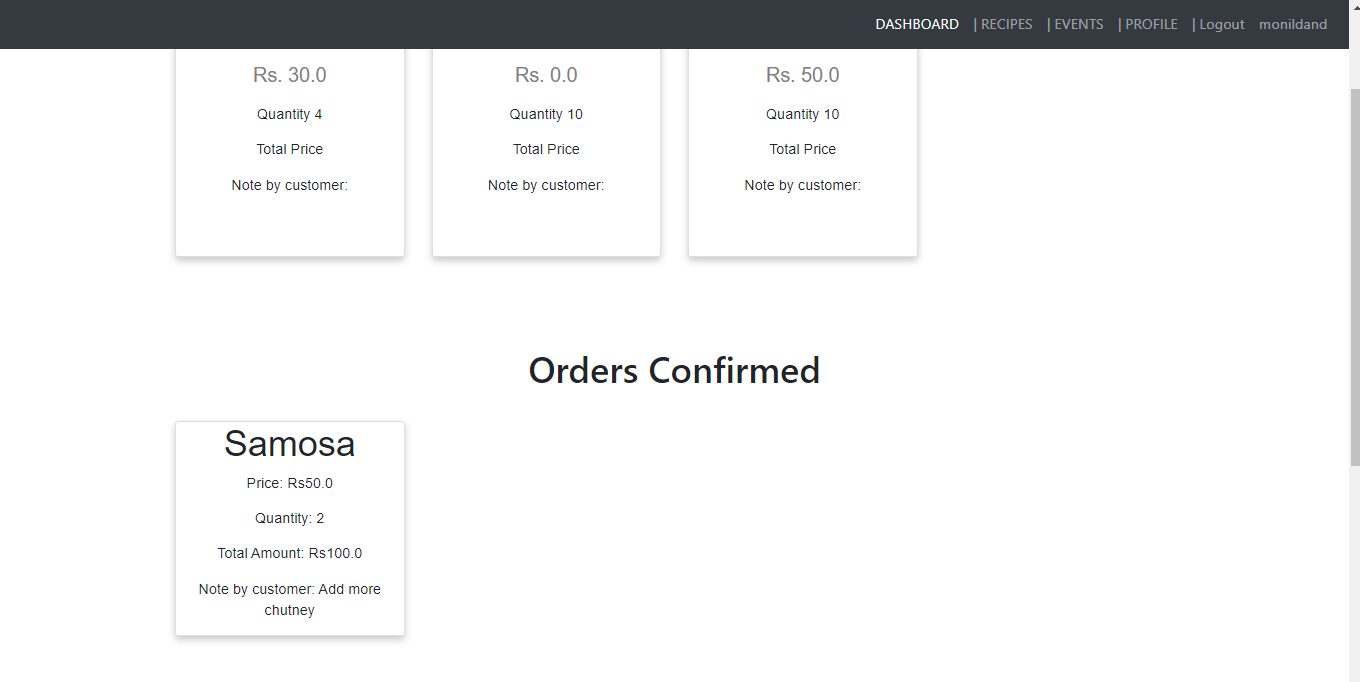 DASHBOARD | RECIPES | EVENTS | PROFILE | Logout monildand
Rs. 30.0
Quantity 4
Total Price
Note by customer:
Rs. 0.0
Quantity 10
Total Price
Note by customer:
Rs. 50.0
Quantity 10
Total Price
Note by customer:
Orders Confirmed
Samosa
Price: Rs50.0
Quantity: 2
Total Amount: Rs100.0
Note by customer: Add more
chutney